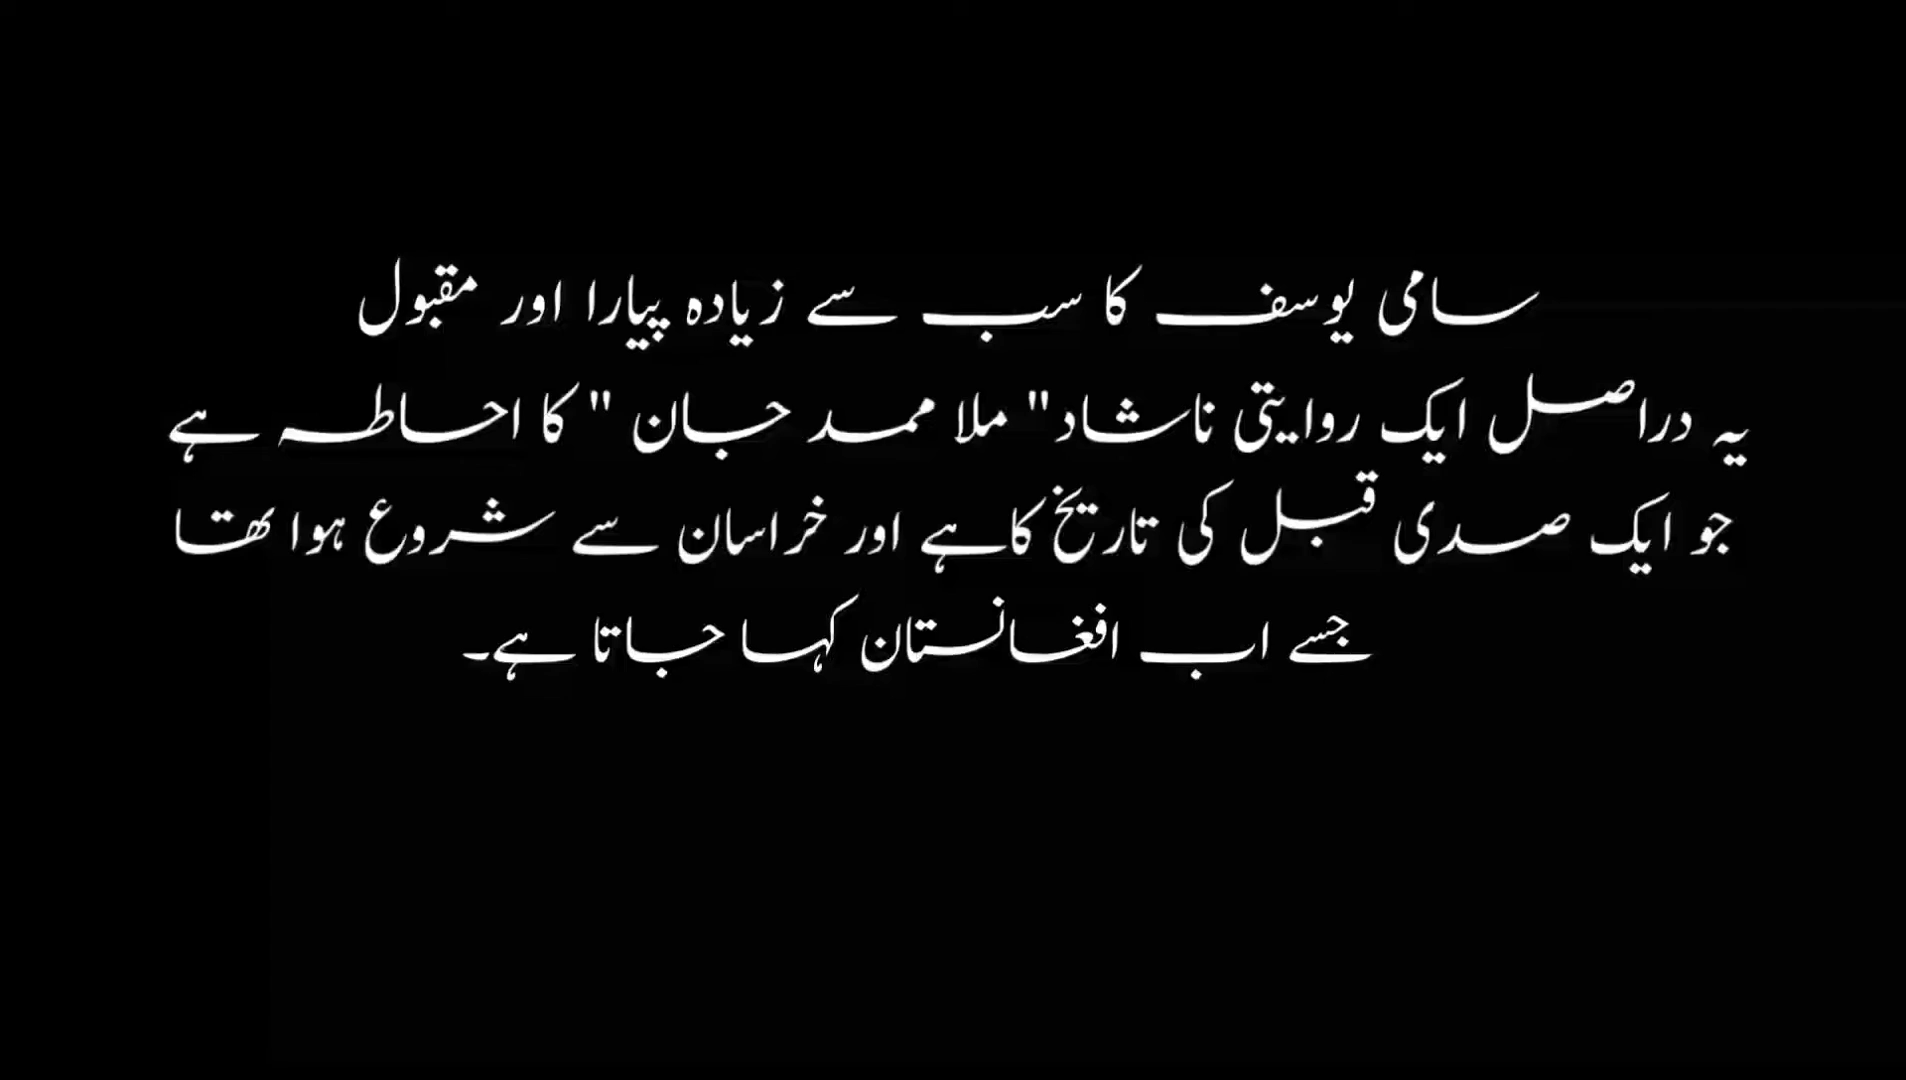 سامی یوسف کا سب سے زیادہ پیارا اور مقبول
یہ دراصل ایک روایتی ناشاد" ملا ممد جان " کا احاطہ ہے
جو ایک صدی قبل کی تاریخ کاہے اور خراسان سے شروع ہوا تھا
جسے اب افغانستان کہا جاتا ہے۔